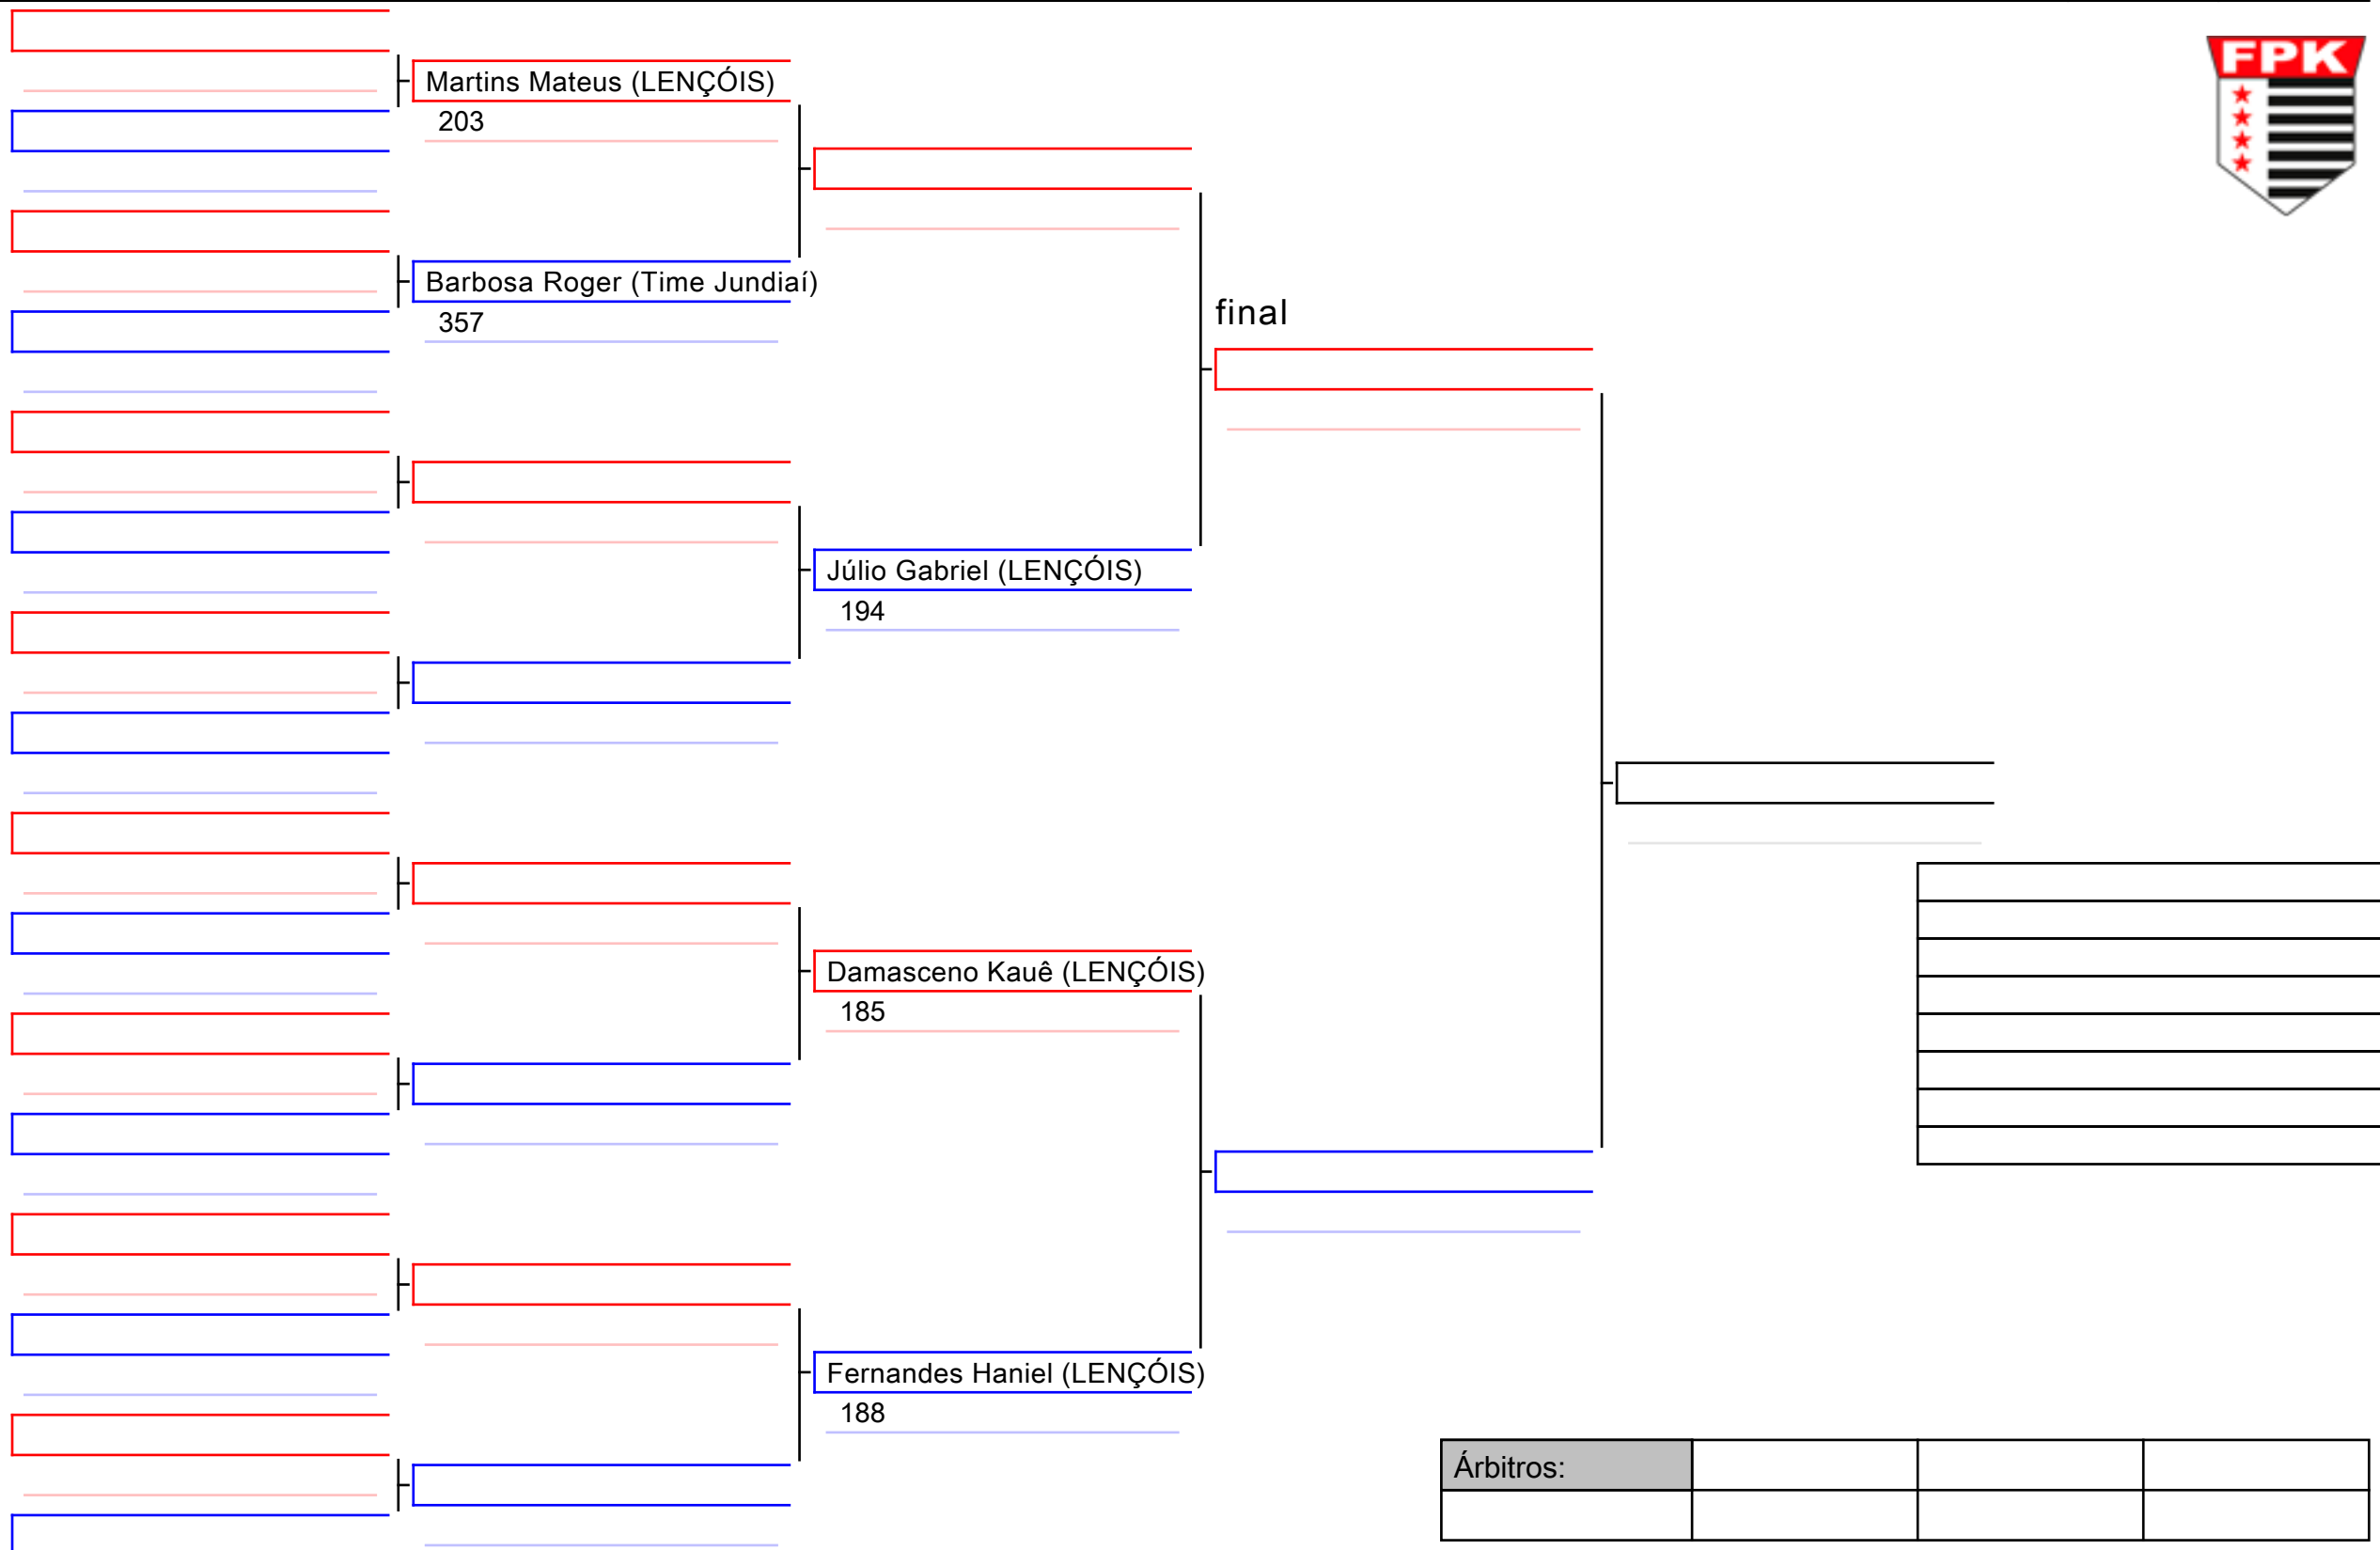 FPK
Martins Mateus (LENÇÓIS)
203
Barbosa Roger (Time Jundiaí)
357
final
Júlio Gabriel (LENÇÓIS)
194
Damasceno Kauê (LENÇÓIS)
185
Fernandes Haniel (LENÇÓIS)
188
Árbitros: